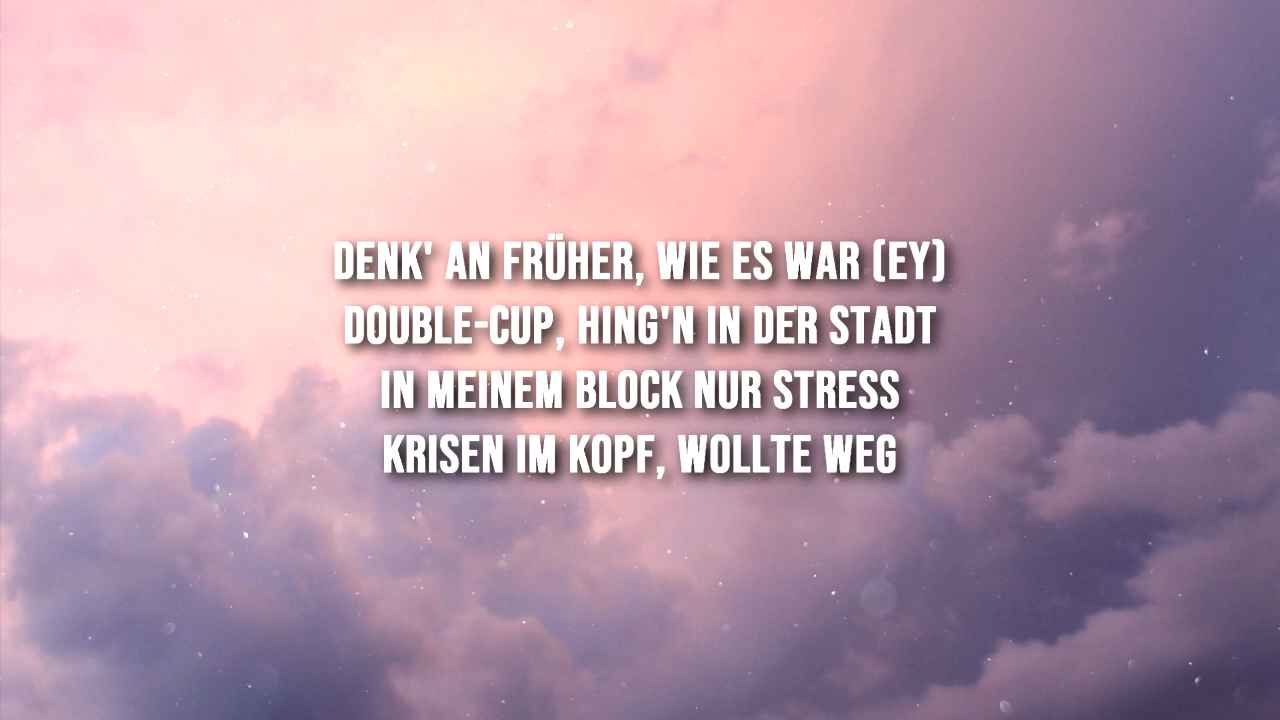 DENK' AN FRÜHER, WIE ES WAR (EY)
DOUBLE-CUP, HING'N IN DER STADT
IN MEINEM BLOCK NUR STRESS
KRISEN IM KOPF, WOLLTE WEG